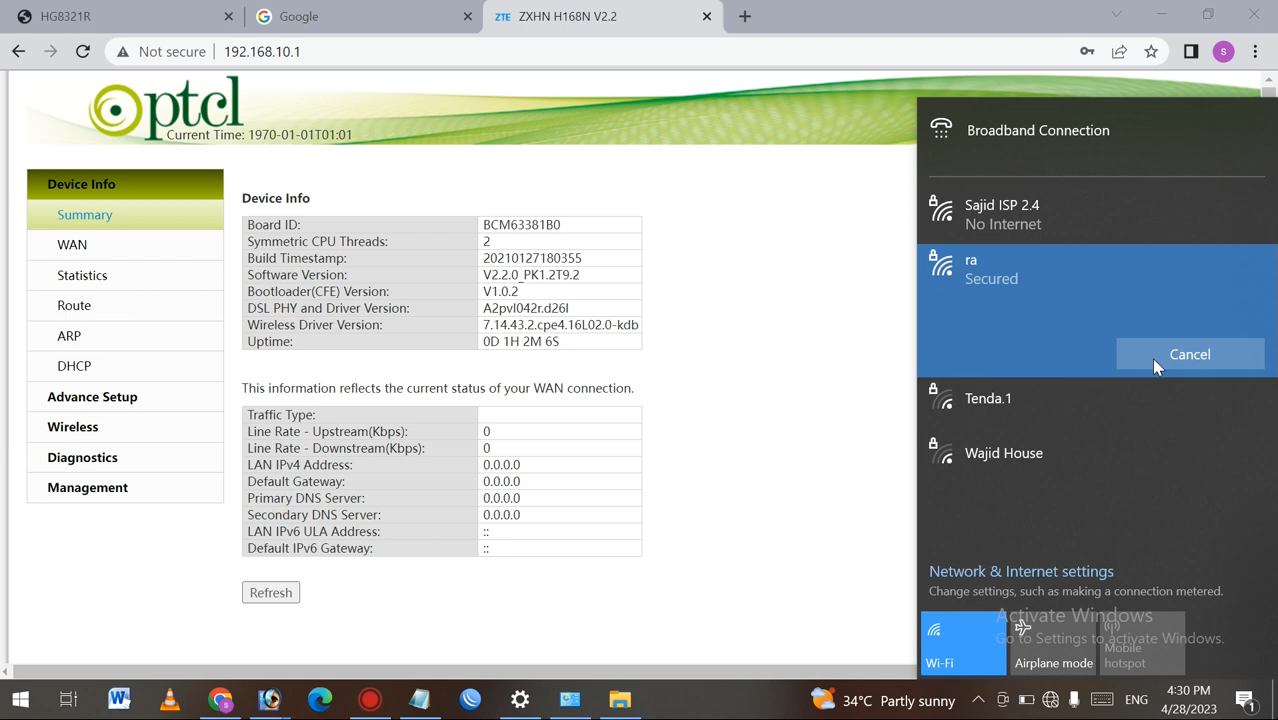 HG8321R
Google
ZTE ZXHN H168N V2.2
Not secure 192.168.10.1
S
ptcl
Current Time: 1970-01-01T01:01
Device Info
Summary
WAN
Statistics
Route
ARP
DHCP
Advance Setup
Wireless
Diagnostics
Management
Device Info
Board ID: BCM63381B0
Symmetric CPU Threads: 2
Build Timestamp: 20210127180355
Software Version: V2.2.0_PK1.2T9.2
Bootloader(CFE) Version: V1.0.2
DSL PHY and Driver Version: A2pvI042r.d26l
Wireless Driver Version: 7.14.43.2.cpe4.16L02.0-kdb
Uptime: 0D 1H 2M 6S
This information reflects the current status of your WAN connection.
Traffic Type:
Line Rate - Upstream(Kbps): 0
Line Rate - Downstream(Kbps): 0
LAN IPv4 Address: 0.0.0.0
Default Gateway: 0.0.0.0
Primary DNS Server: 0.0.0.0
Secondary DNS Server: 0.0.0.0
LAN IPv6 ULA Address: ::
Default IPv6 Gateway: ::
Refresh
Broadband Connection
Sajid ISP 2.4
No Internet
ra
Secured
Cancel
Tenda.1
Wajid House
Network & Internet settings
Change settings, such as making a connection metered.
Activate Windows
Go to Settings to activate Windows.
Wi-Fi
Airplane mode
Mobile
hotspot
34°C Partly sunny
ENG
4:30 PM
4/28/2023
1